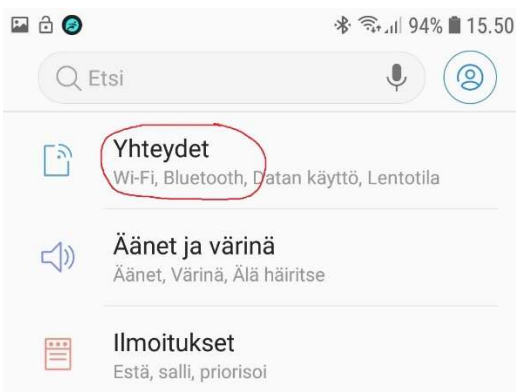 94% 15.50
Etsi
Yhteydet
Wi-Fi, Bluetooth, Datan käyttö, Lentotila
Äänet ja värinä
Äänet, Värinä, Älä häiritse
Ilmoitukset
Estä, salli, priorisoi